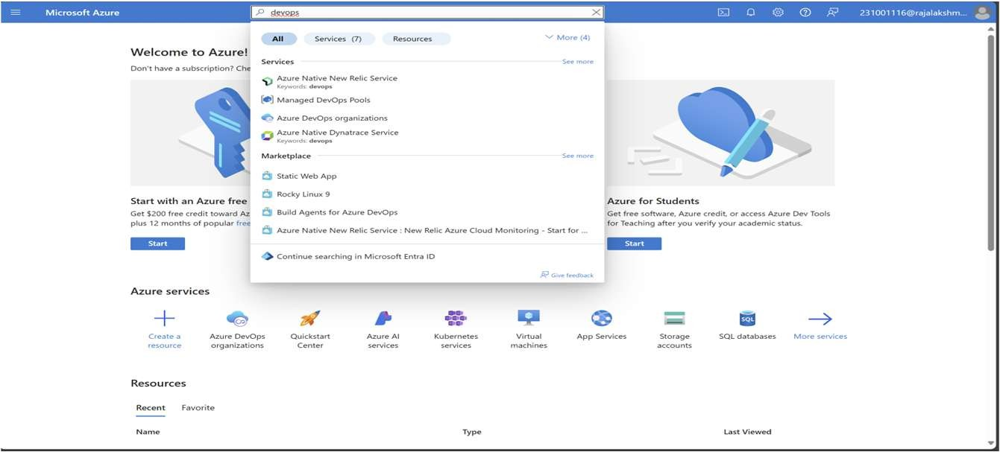 Microsoft Azure
devops
231001116@rajalakshm...
All
Services (7)
Resources
More (4)
Services
See more
Azure Native New Relic Service
Keywords: devops
Managed DevOps Pools
Azure DevOps organizations
Azure Native Dynatrace Service
Keywords: devops
Marketplace
See more
Static Web App
Rocky Linux 9
Build Agents for Azure DevOps
Azure Native New Relic Service : New Relic Azure Cloud Monitoring - Start for ...
Continue searching in Microsoft Entra ID
Give feedback
Welcome to Azure!
Don't have a subscription? Che
Start with an Azure free
Get $200 free credit toward Az
plus 12 months of popular free
Start
Azure for Students
Get free software, Azure credit, or access Azure Dev Tools
for Teaching after you verify your academic status.
Start
Azure services
Create a
resource
Azure DevOps
organizations
Quickstart
Center
Azure AI
services
Kubernetes
services
Virtual
machines
App Services
Storage
accounts
SQL
SQL databases
More services
Resources
Recent
Favorite
Name
Type
Last Viewed